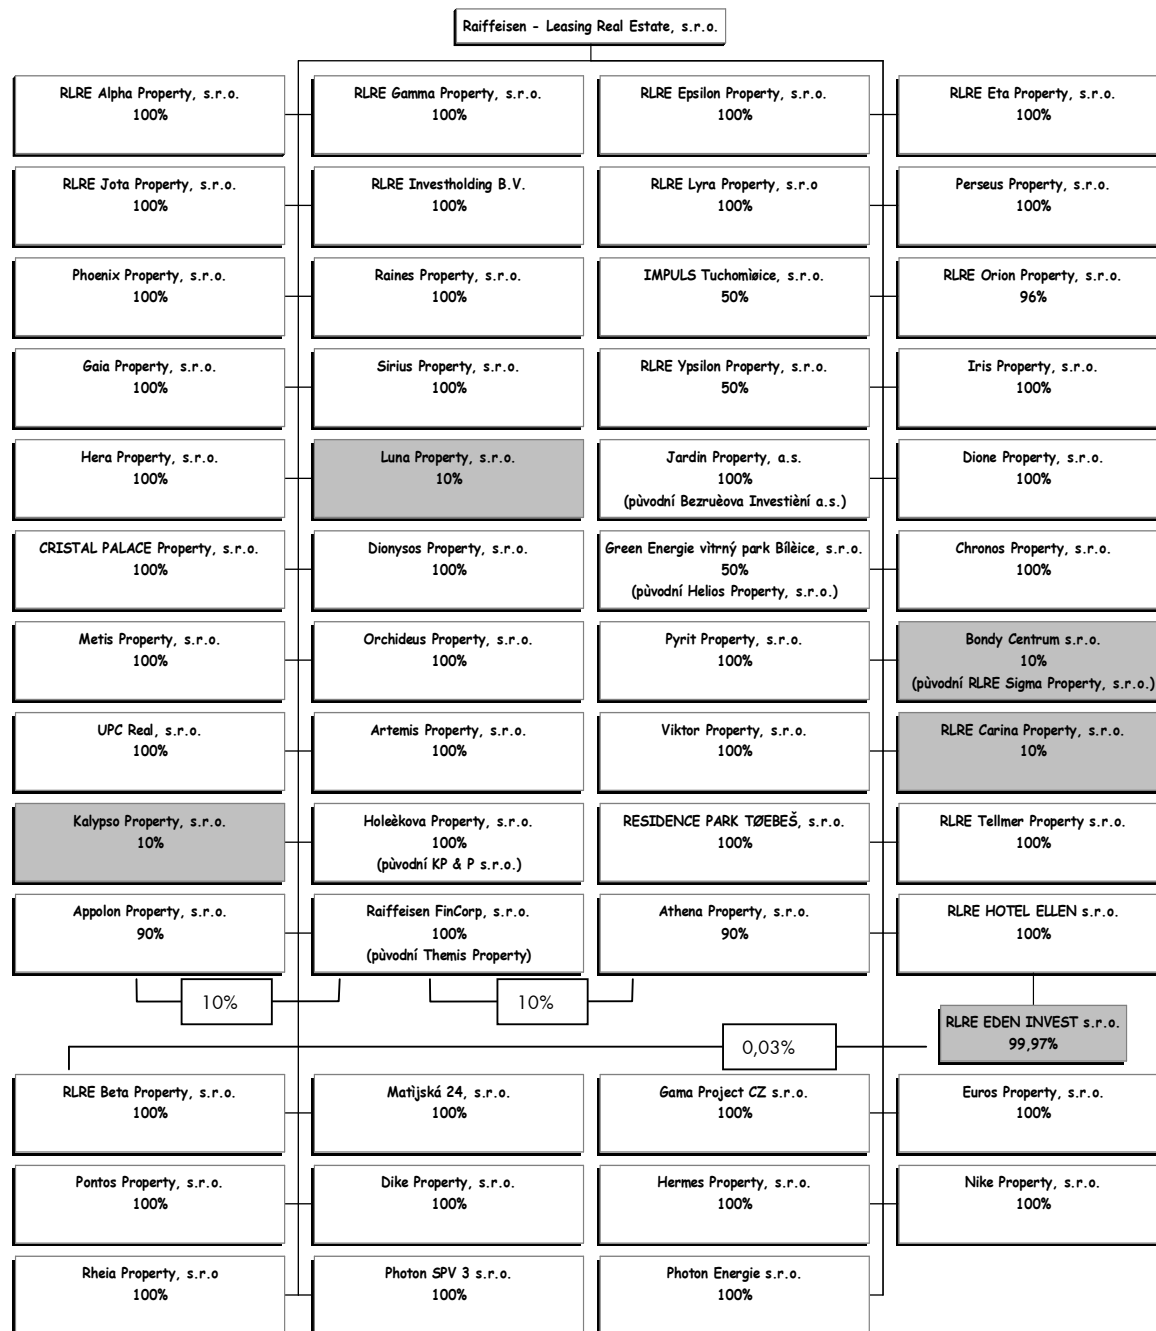 Raiffeisen - Leasing Real Estate, s.r.o.
RLRE Alpha Property, s.r.o.
100%
RLRE Gamma Property, s.r.o.
100%
RLRE Epsilon Property, s.r.o.
100%
RLRE Eta Property, s.r.o.
100%
RLRE Jota Property, s.r.o.
100%
RLRE Investholding B.V.
100%
RLRE Lyra Property, s.r.o
100%
Perseus Property, s.r.o.
100%
Phoenix Property, s.r.o.
100%
Raines Property, s.r.o.
100%
IMPULS Tuchomìøice, s.r.o.
50%
RLRE Orion Property, s.r.o.
96%
Gaia Property, s.r.o.
100%
Sirius Property, s.r.o.
100%
RLRE Ypsilon Property, s.r.o.
50%
Iris Property, s.r.o.
100%
Hera Property, s.r.o.
100%
Luna Property, s.r.o.
10%
Jardin Property, a.s.
100%
(pùvodní Bezruèova Investièní a.s.)
Dione Property, s.r.o.
100%
CRISTAL PALACE Property, s.r.o.
100%
Dionysos Property, s.r.o.
100%
Green Energie vìtrný park Bílèice, s.r.o.
50%
(pùvodní Helios Property, s.r.o.)
Chronos Property, s.r.o.
100%
Metis Property, s.r.o.
100%
Orchideus Property, s.r.o.
100%
Pyrit Property, s.r.o.
100%
Bondy Centrum s.r.o.
10%
(pùvodní RLRE Sigma Property, s.r.o.)
UPC Real, s.r.o.
100%
Artemis Property, s.r.o.
100%
Viktor Property, s.r.o.
100%
RLRE Carina Property, s.r.o.
10%
Kalypso Property, s.r.o.
10%
Holeèkova Property, s.r.o.
100%
(pùvodní KP & P s.r.o.)
RESIDENCE PARK TØEBEŠ, s.r.o.
100%
RLRE Tellmer Property s.r.o.
100%
Appolon Property, s.r.o.
90%
Raiffeisen FinCorp, s.r.o.
100%
(pùvodní Themis Property)
Athena Property, s.r.o.
90%
RLRE HOTEL ELLEN s.r.o.
100%
10%
10%
RLRE EDEN INVEST s.r.o.
99,97%
0,03%
RLRE Beta Property, s.r.o.
100%
Matìjská 24, s.r.o.
100%
Gama Project CZ s.r.o.
100%
Euros Property, s.r.o.
100%
Pontos Property, s.r.o.
100%
Dike Property, s.r.o.
100%
Hermes Property, s.r.o.
100%
Nike Property, s.r.o.
100%
Rheia Property, s.r.o
100%
Photon SPV 3 s.r.o.
100%
Photon Energie s.r.o.
100%